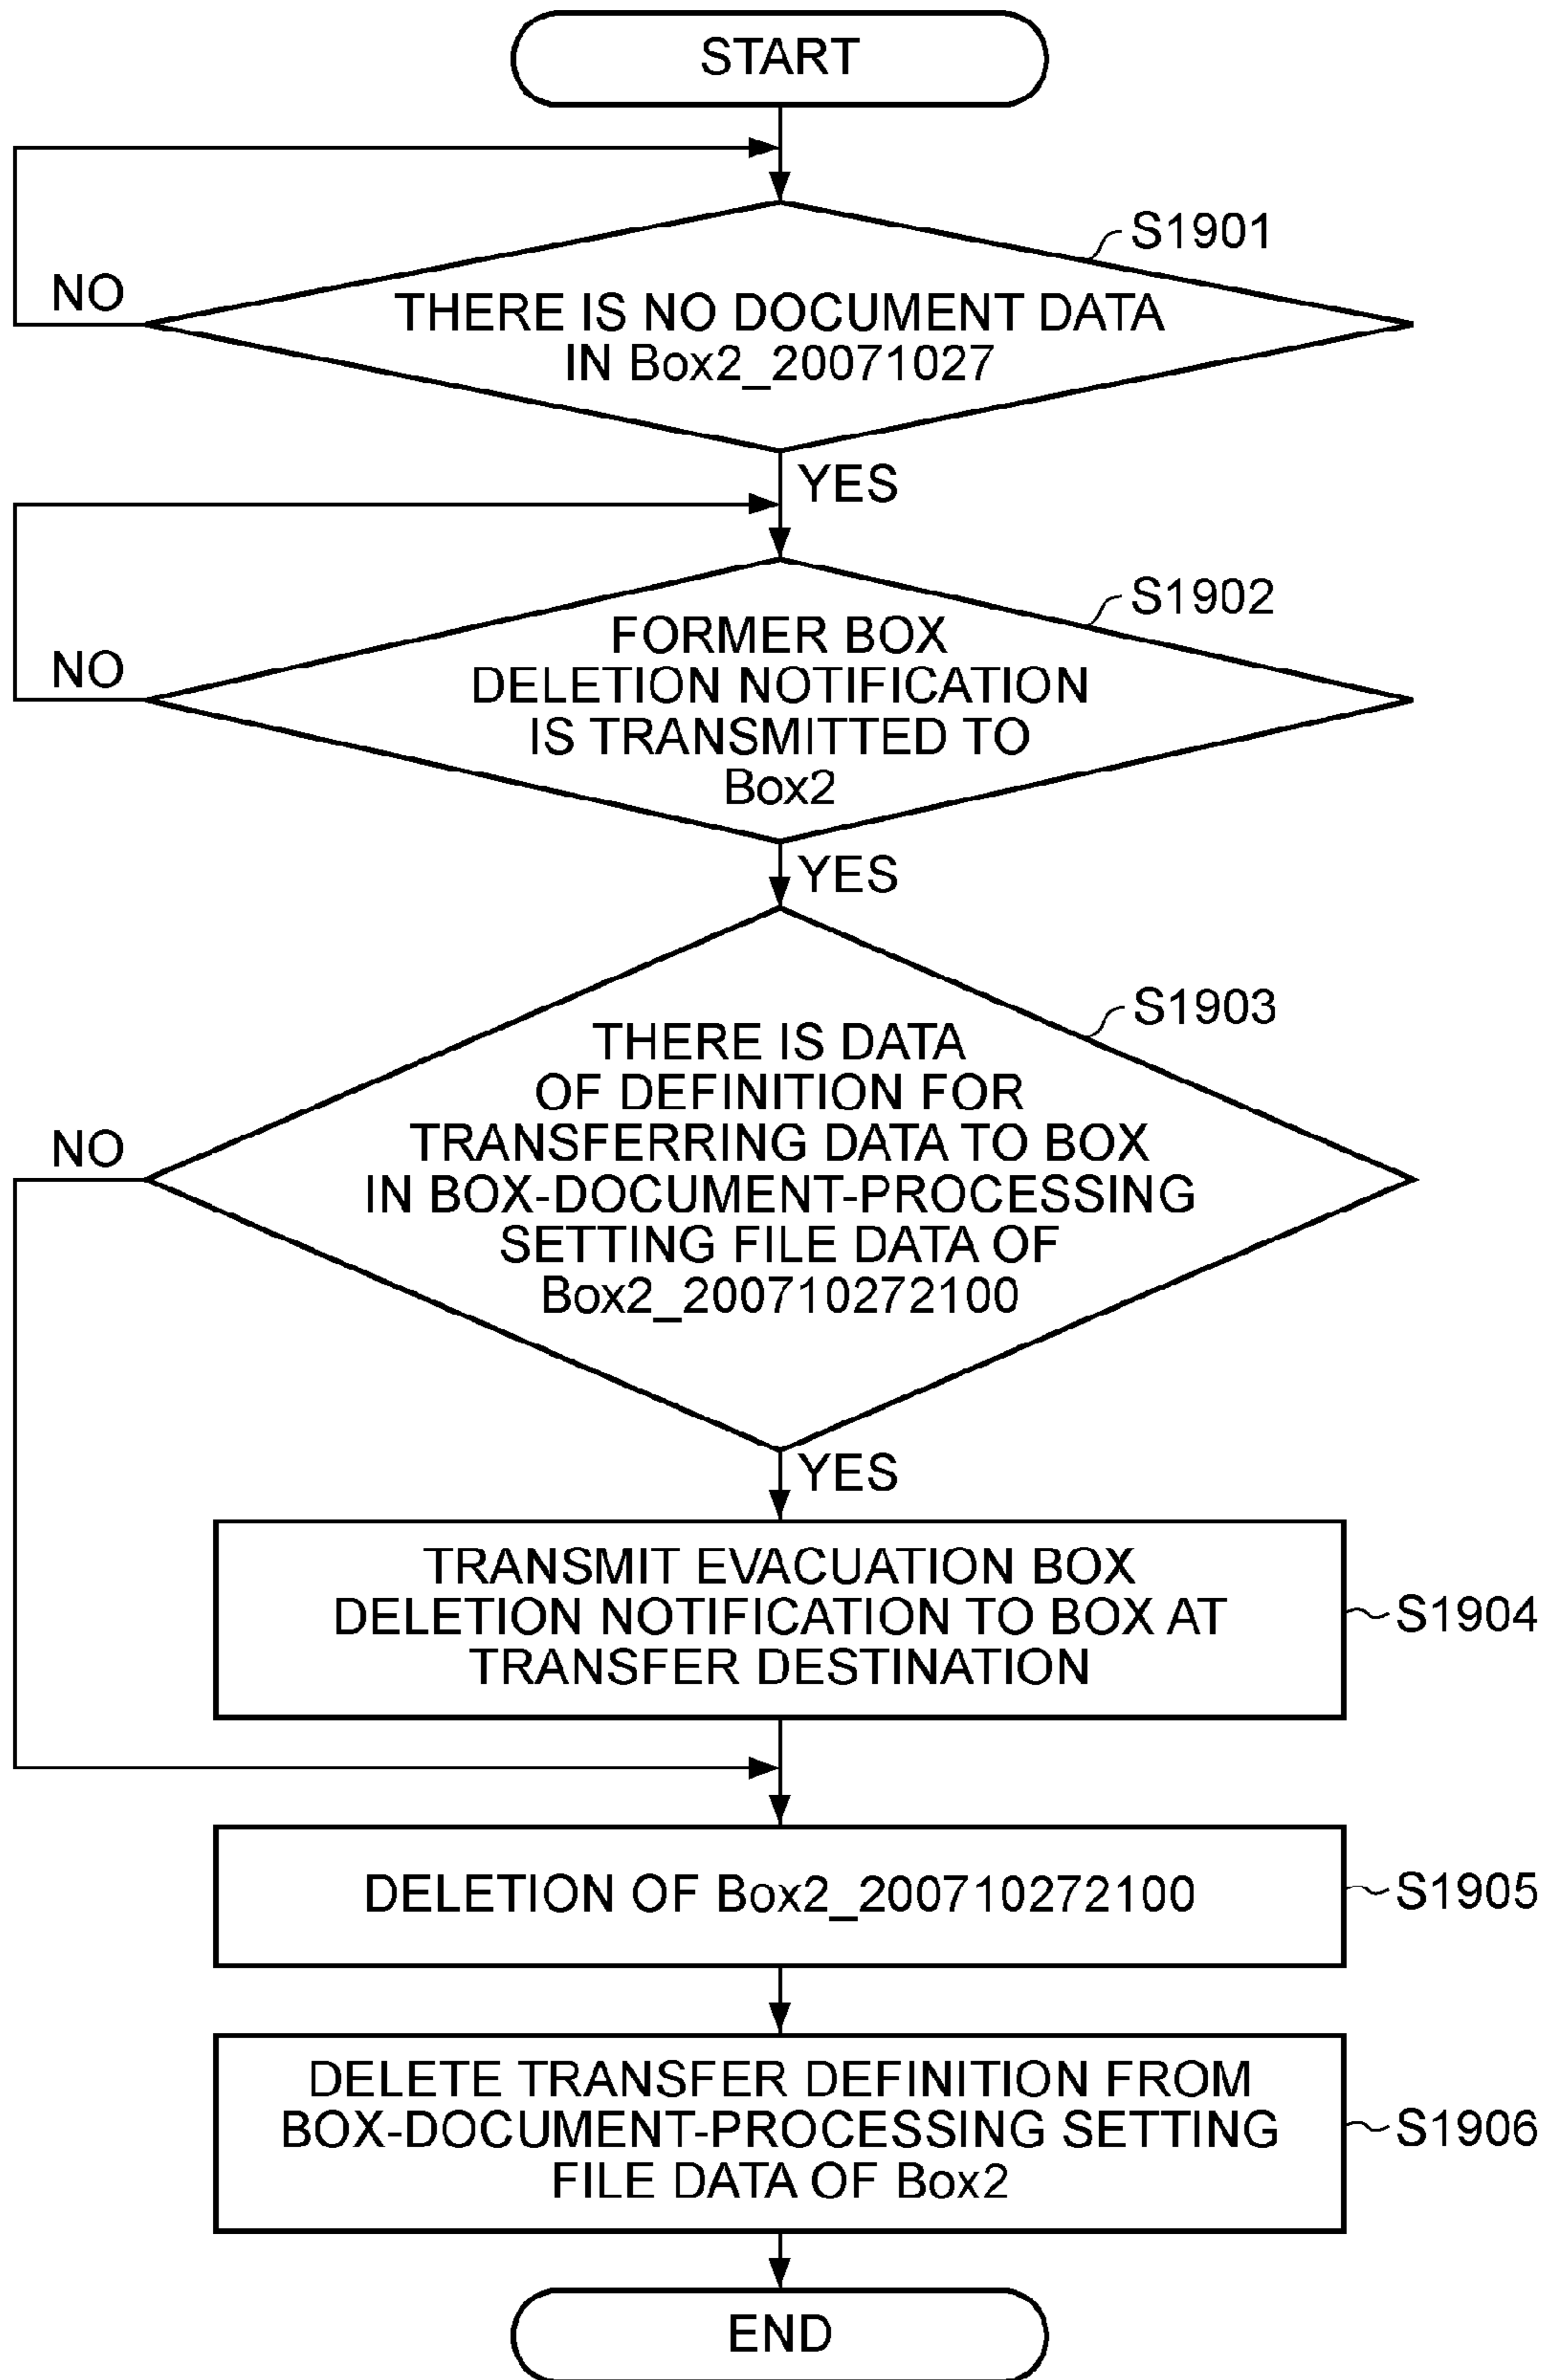 START
S1901
NO
THERE IS NO DOCUMENT DATA
IN Box2_20071027
YES
S1902
FORMER BOX
NO
DELETION NOTIFICATION
IS TRANSMITTED TO
Box2
YES
S1903
THERE IS DATA
OF DEFINITION FOR
NO
TRANSFERRING DATA TO BOX
IN BOX-DOCUMENT-PROCESSING
SETTING FILE DATA OF
Box2_200710272100
YES
TRANSMIT EVACUATION BOX
DELETION NOTIFICATION TO BOX AT
TRANSFER DESTINATION
S1904
DELETION OF Box2_200710272100
S1905
DELETE TRANSFER DEFINITION FROM
BOX-DOCUMENT-PROCESSING SETTING
FILE DATA OF Box2
S1906
END